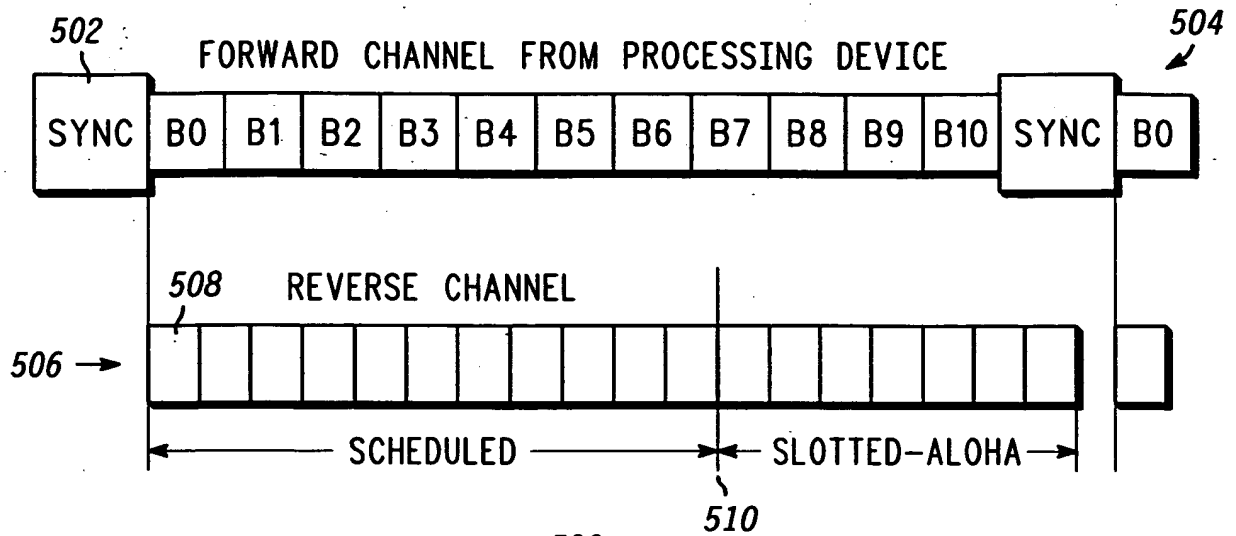 502
FORWARD CHANNEL FROM PROCESSING DEVICE
504
SYNC B0 B1 B2 B3 B4 B5 B6 B7 B8 B9 B10 SYNC B0
508
REVERSE CHANNEL
506
SCHEDULED
SLOTTED-ALOHA
510